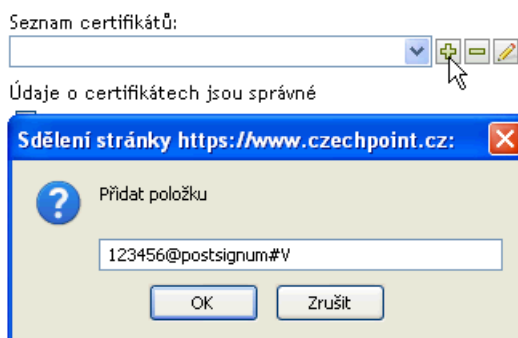 Seznam certifikátů:
Údaje o certifikátech jsou správné
Sdělení stránky https://www.czechpoint.cz:
Přidat položku
123456@postsignum#V
OK Zrušit